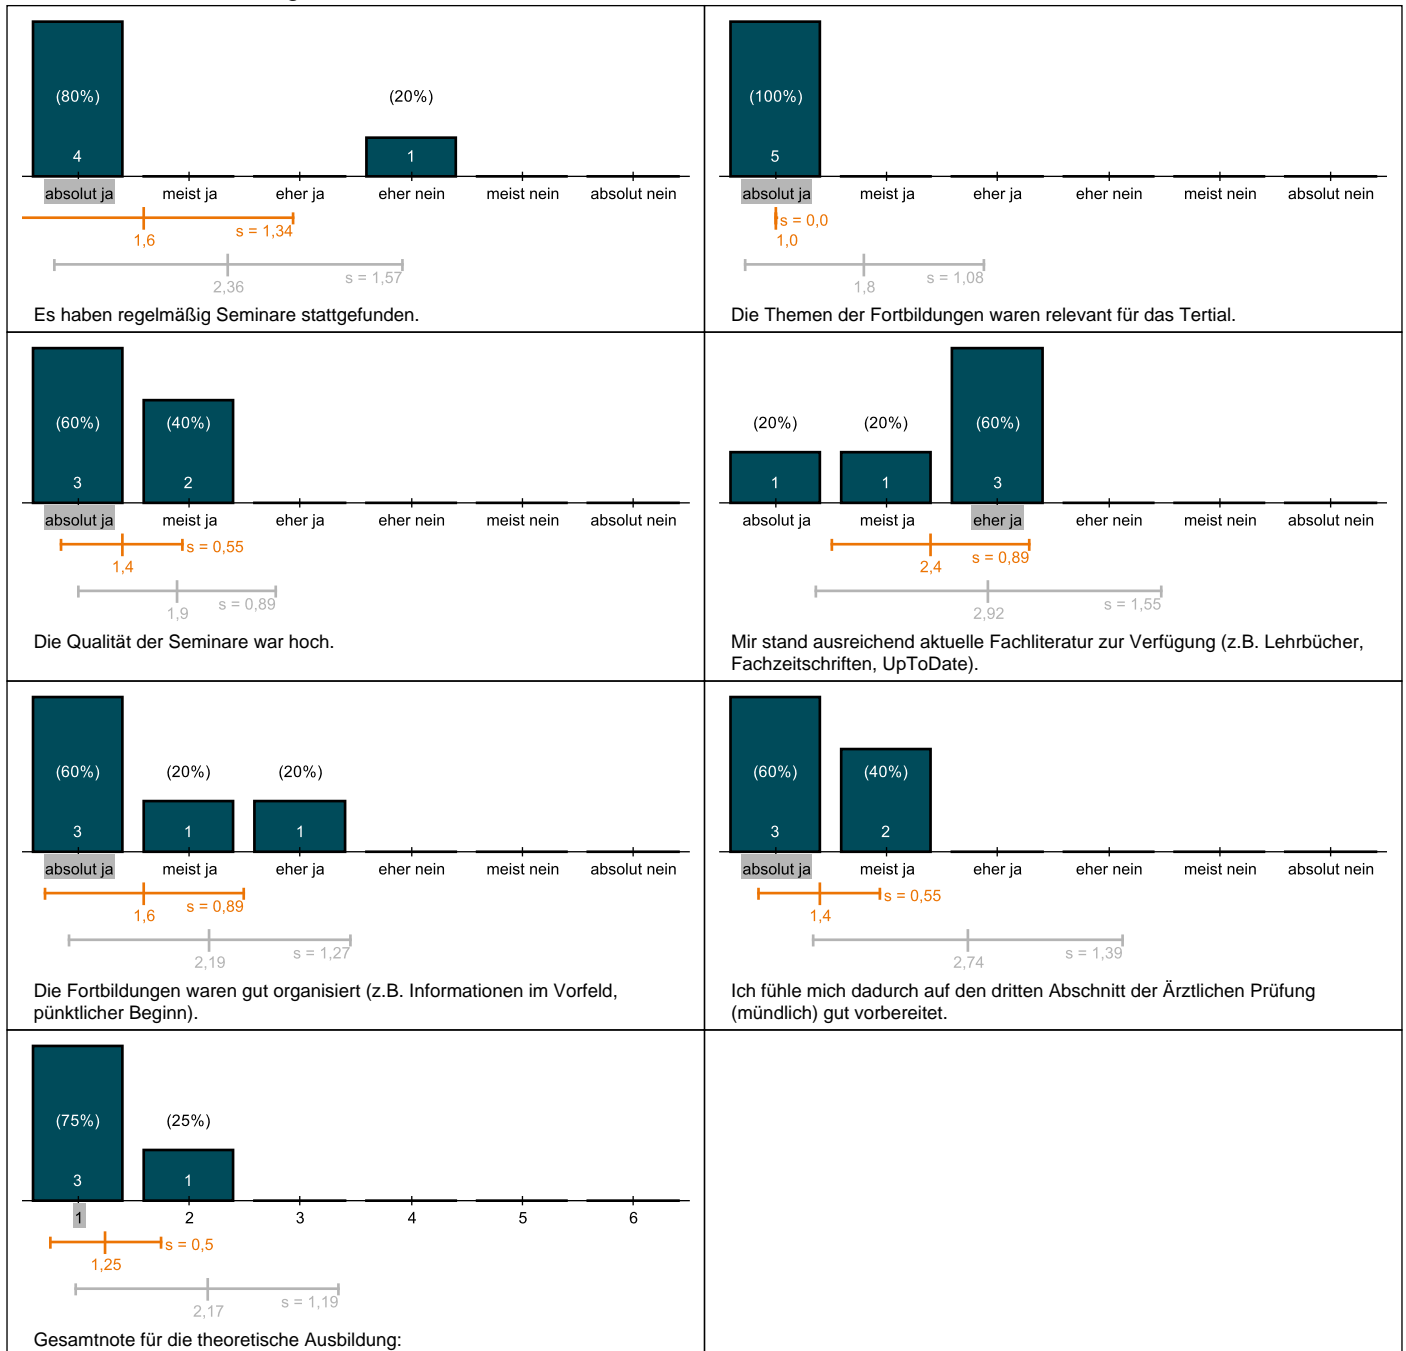 (80%)
(20%)
4
1
absolut ja
meist ja
eher ja
eher nein
meist nein
absolut nein
s = 1,34
1,6
s = 1,57
2,36
Es haben regelmäßig Seminare stattgefunden.
(100%)
5
absolut ja
meist ja
eher ja
eher nein
meist nein
absolut nein
s = 0,0
1,0
s = 1,08
1,8
Die Themen der Fortbildungen waren relevant für das Tertial.
(60%)
(40%)
3
2
absolut ja
meist ja
eher ja
eher nein
meist nein
absolut nein
s = 0,55
1,4
s = 0,89
1,9
Die Qualität der Seminare war hoch.
(20%)
(20%)
(60%)
1
1
3
absolut ja
meist ja
eher ja
eher nein
meist nein
absolut nein
s = 0,89
2,4
s = 1,55
2,92
Mir stand ausreichend aktuelle Fachliteratur zur Verfügung (z.B. Lehrbücher,
Fachzeitschriften, UpToDate).
(60%)
(20%)
(20%)
3
1
1
absolut ja
meist ja
eher ja
eher nein
meist nein
absolut nein
s = 0,89
1,6
s = 1,27
2,19
Die Fortbildungen waren gut organisiert (z.B. Informationen im Vorfeld,
pünktlicher Beginn).
(60%)
(40%)
3
2
absolut ja
meist ja
eher ja
eher nein
meist nein
absolut nein
s = 0,55
1,4
s = 1,39
2,74
Ich fühle mich dadurch auf den dritten Abschnitt der Ärztlichen Prüfung
(mündlich) gut vorbereitet.
(75%)
(25%)
3
1
1
2
3
4
5
6
s = 0,5
1,25
s = 1,19
2,17
Gesamtnote für die theoretische Ausbildung: